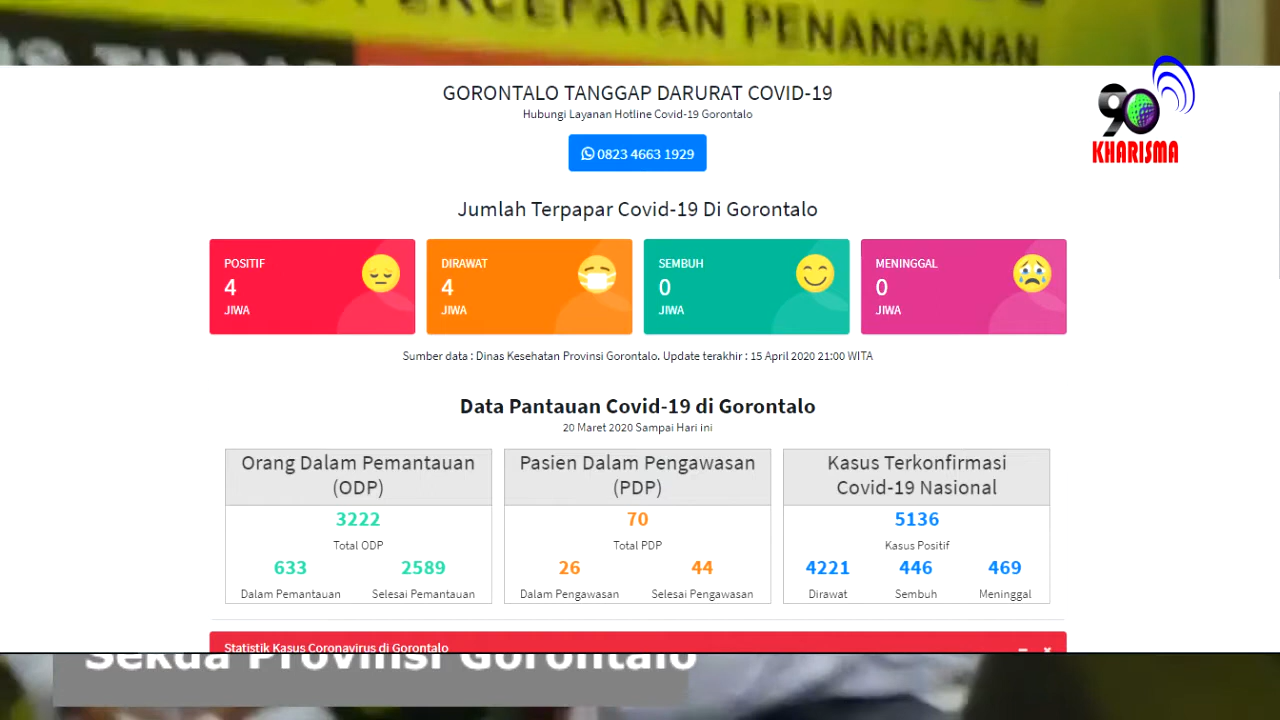 PERCEPATAN PENANGANAN
GORONTALO TANGGAP DARURAT COVID-19
Hubungi Layanan Hotline Covid-19 Gorontalo
0823 4663 1929
90
KHARISMA
Jumlah Terpapar Covid-19 Di Gorontalo
POSITIF
4
JIWA
DIRAWAT
4
JIWA
SEMBUH
0
JIWA
MENINGGAL
0
JIWA
Sumber data : Dinas Kesehatan Provinsi Gorontalo. Update terakhir : 15 April 2020 21:00 WITA
Data Pantauan Covid-19 di Gorontalo
20 Maret 2020 Sampai Hari ini
Orang Dalam Pemantauan
(ODP)
3222
Total ODP
633 2589
Dalam Pemantauan Selesai Pemantauan
Pasien Dalam Pengawasan
(PDP)
70
Total PDP
26 44
Dalam Pengawasan Selesai Pengawasan
Kasus Terkonfirmasi
Covid-19 Nasional
5136
Kasus Positif
4221 446 469
Dirawat Sembuh Meninggal
Statistik Kasus Coronavirus di Gorontalo
Sekda Provinsi Gorontalo